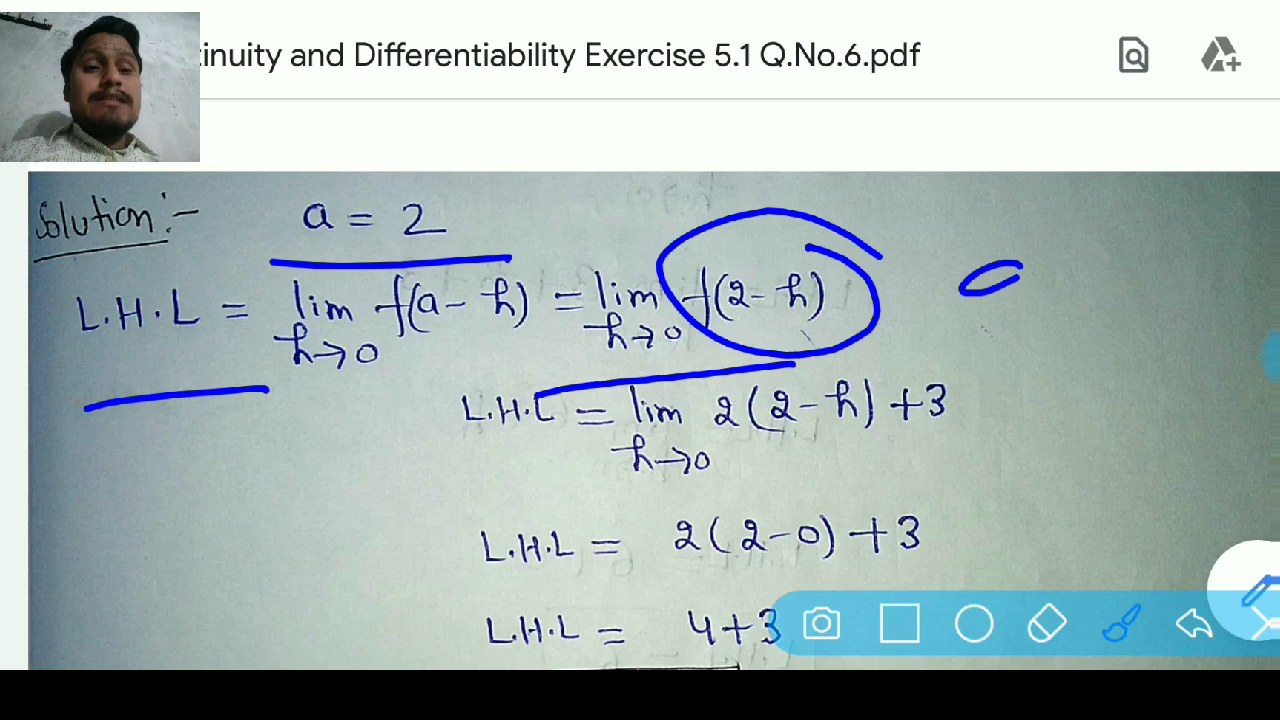 tinuity and Differentiability Exercise 5.1 Q.No.6.pdf
Solution:-
a = 2
L.H.L = lim f(a-h) = lim f(2-h)
h→0 h→0
L.H.L = lim 2(2-h)+3
h→0
L.H.L = 2(2-0)+3
L.H.L = 4+3